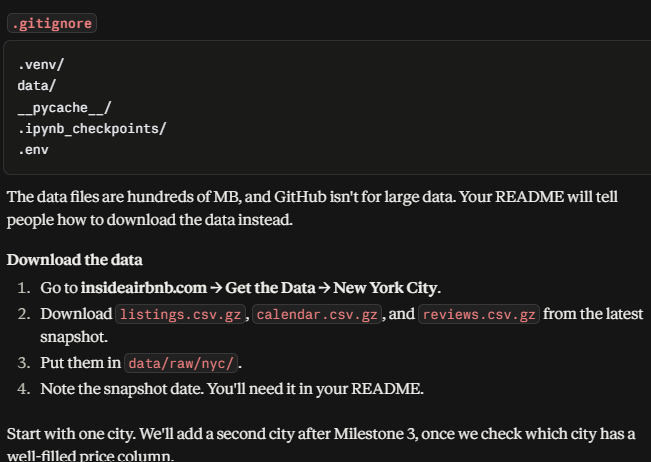 .gitignore
.venv/
data/
__pycache__/
.ipynb_checkpoints/
.env
The data files are hundreds of MB, and GitHub isn't for large data. Your README will tell
people how to download the data instead.
Download the data
1. Go to insideairbnb.com → Get the Data → New York City.
2. Download listings.csv.gz, calendar.csv.gz, and reviews.csv.gz from the latest
snapshot.
3. Put them in data/raw/nyc/.
4. Note the snapshot date. You'll need it in your README.
Start with one city. We'll add a second city after Milestone 3, once we check which city has a
well-filled price column.